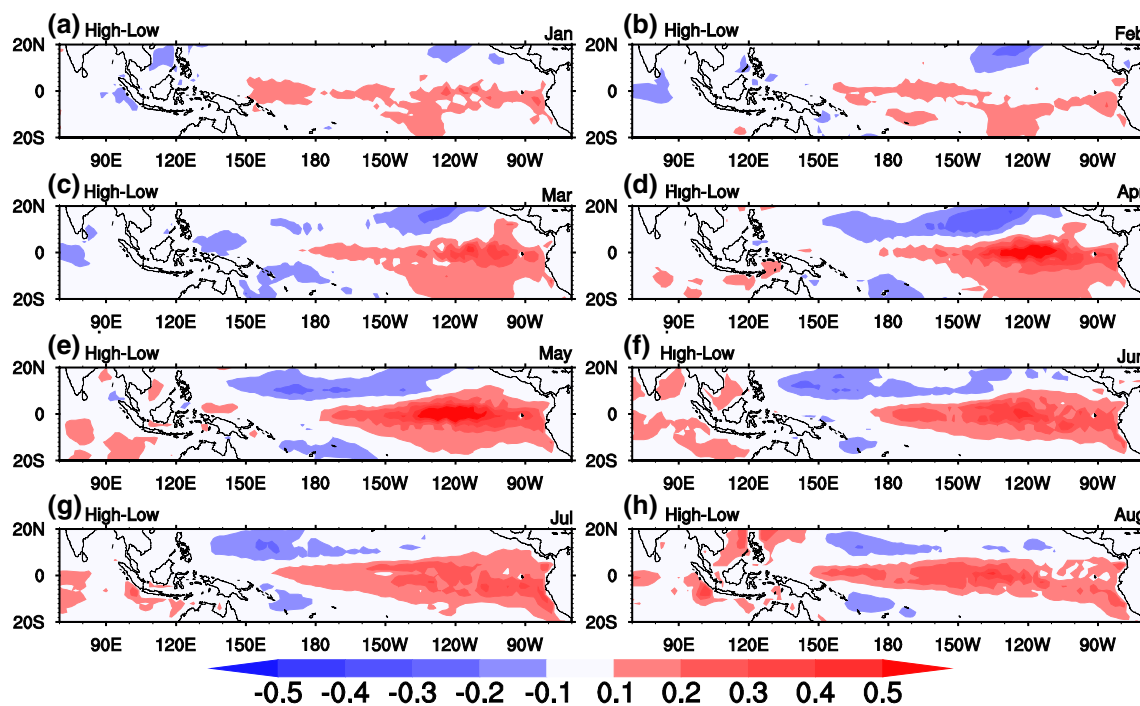 (a) High-Low Jan (b) High-Low Feb
20N 20N
0 0
20S 20S
90E 120E 150E 180 150W 120W 90W 90E 120E 150E 180 150W 120W 90W
(c) High-Low Mar (d) High-Low Apr
20N 20N
0 0
20S 20S
90E 120E 150E 180 150W 120W 90W 90E 120E 150E 180 150W 120W 90W
(e) High-Low May (f) High-Low Jun
20N 20N
0 0
20S 20S
90E 120E 150E 180 150W 120W 90W 90E 120E 150E 180 150W 120W 90W
(g) High-Low Jul (h) High-Low Aug
20N 20N
0 0
20S 20S
90E 120E 150E 180 150W 120W 90W 90E 120E 150E 180 150W 120W 90W
-0.5 -0.4 -0.3 -0.2 -0.1 0.1 0.2 0.3 0.4 0.5